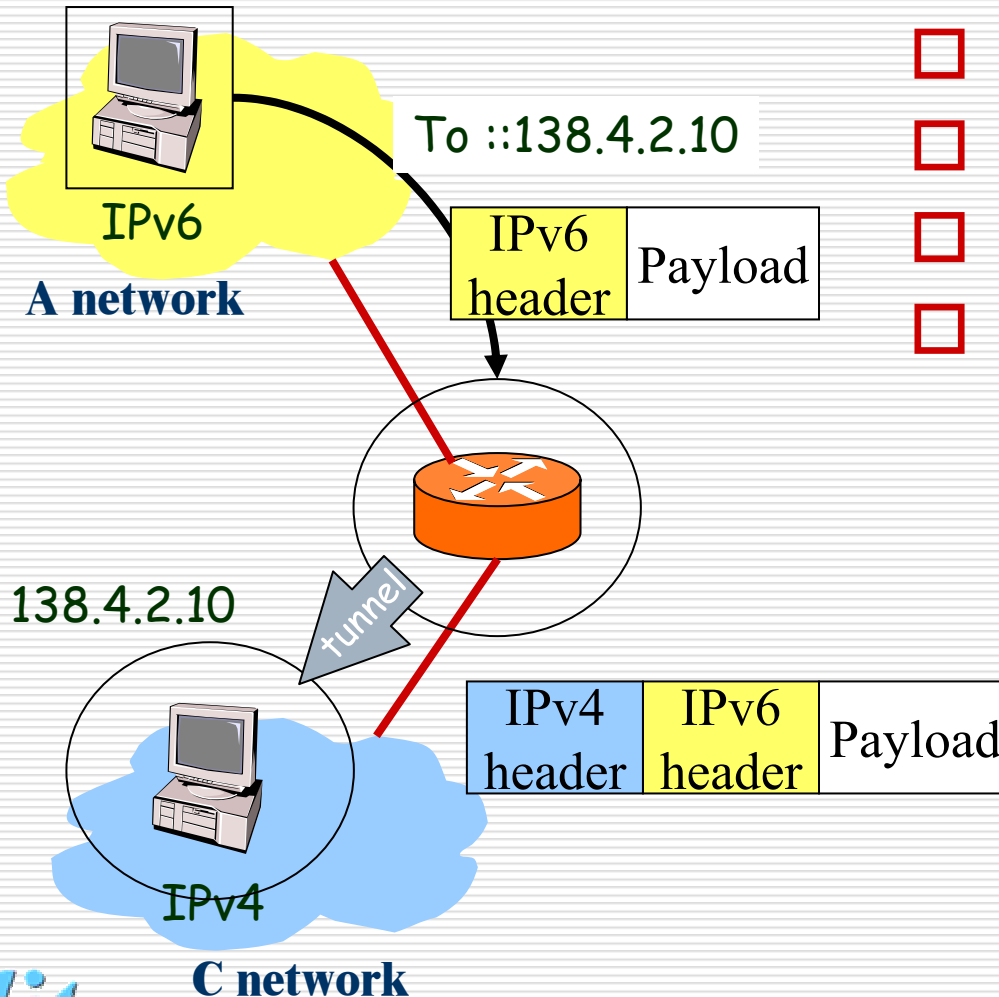 To ::138.4.2.10
IPv6
A network
IPv6
header
Payload
138.4.2.10
tunnel
IPv4
header
IPv6
header
Payload
IPv4
C network